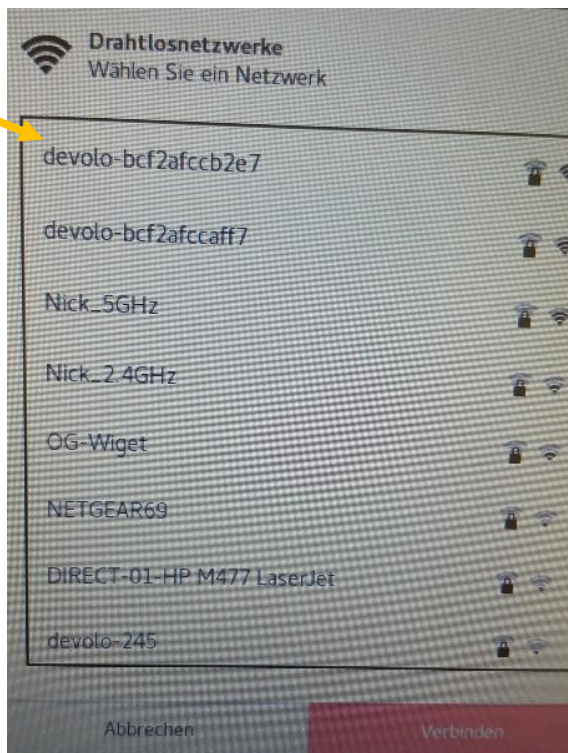 Drahtlosnetzwerke
Wählen Sie ein Netzwerk
devolo-bcf2afccb2e7
devolo-bcf2afccaff7
Nick_5GHz
Nick_2.4GHz
OG-Wiget
NETGEAR69
DIRECT-01-HP M477 LaserJet
devolo-245
Abbrechen Verbinden